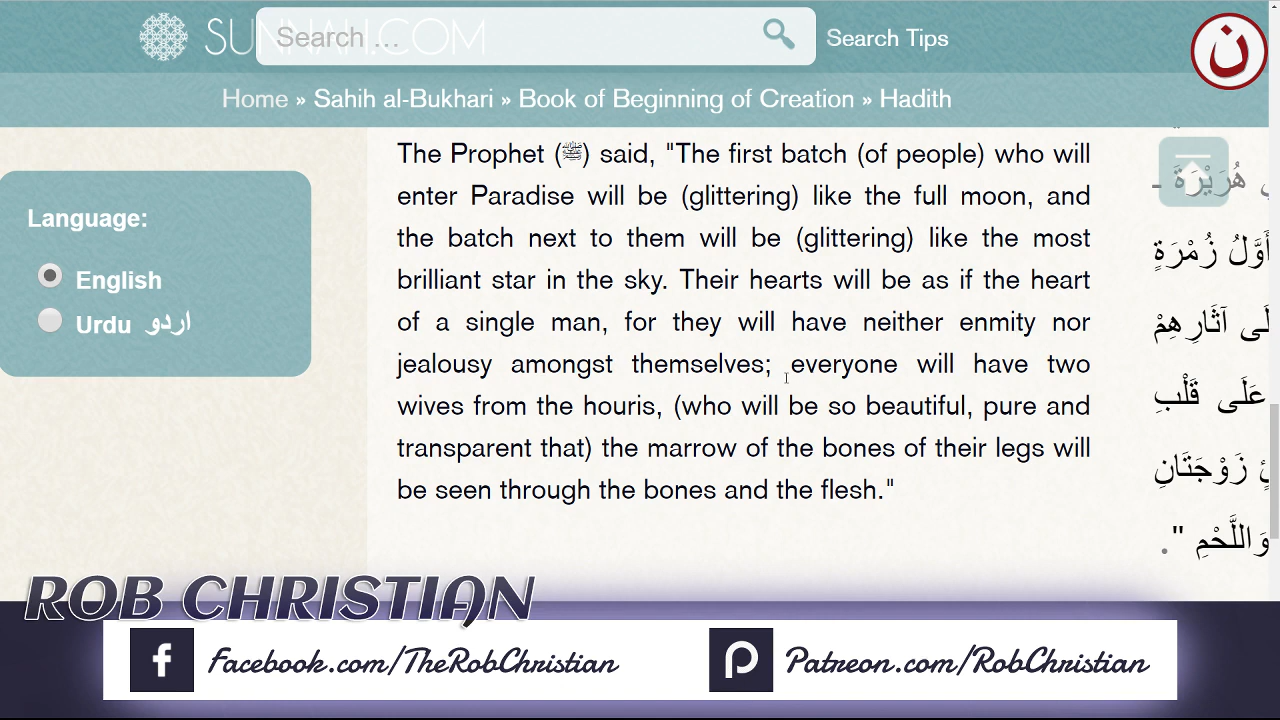 SUNNAH.COM
Search ...
Search Tips
ن
Home » Sahih al-Bukhari » Book of Beginning of Creation » Hadith
Language:
English
Urdu اردو
The Prophet (ﷺ) said, "The first batch (of people) who will
enter Paradise will be (glittering) like the full moon, and
the batch next to them will be (glittering) like the most
brilliant star in the sky. Their hearts will be as if the heart
of a single man, for they will have neither enmity nor
jealousy amongst themselves; everyone will have two
wives from the houris, (who will be so beautiful, pure and
transparent that) the marrow of the bones of their legs will
be seen through the bones and the flesh."
هُرَيْرَةَ ـ
أَوَّلُ زُمْرَةٍ
آثَارِهِمْ
عَلَى قَلْبِ
زَوْجَتَانِ
وَاللَّحْمِ ‏"‏‏.‏
ROB CHRISTIAN
Facebook.com/TheRobChristian
Patreon.com/RobChristian